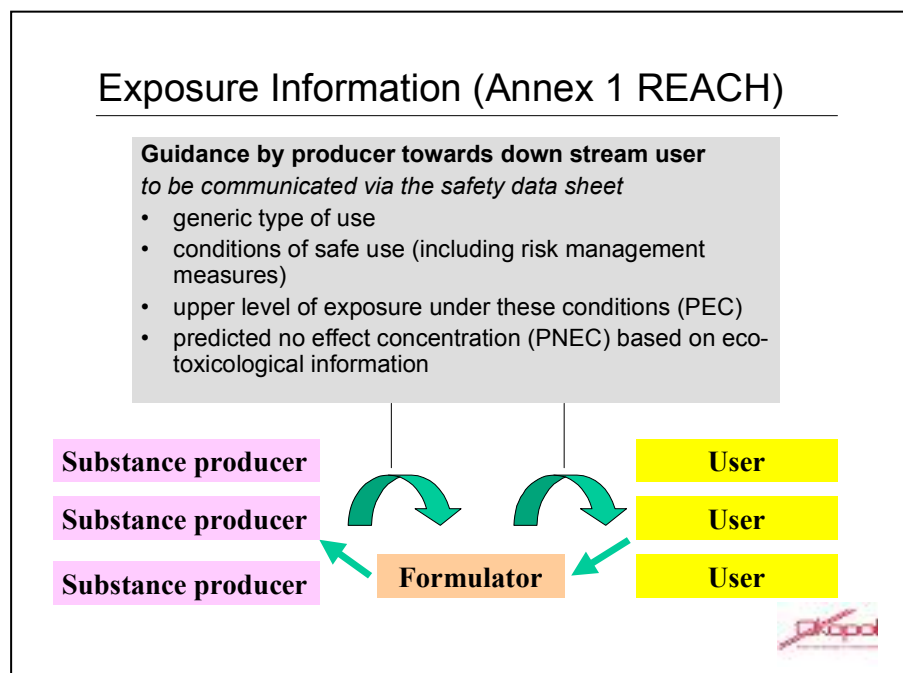 Exposure Information (Annex 1 REACH)
Guidance by producer towards down stream user
to be communicated via the safety data sheet
• generic type of use
• conditions of safe use (including risk management
measures)
• upper level of exposure under these conditions (PEC)
• predicted no effect concentration (PNEC) based on eco-
toxicological information
Substance producer
User
Substance producer
User
Substance producer
Formulator
User